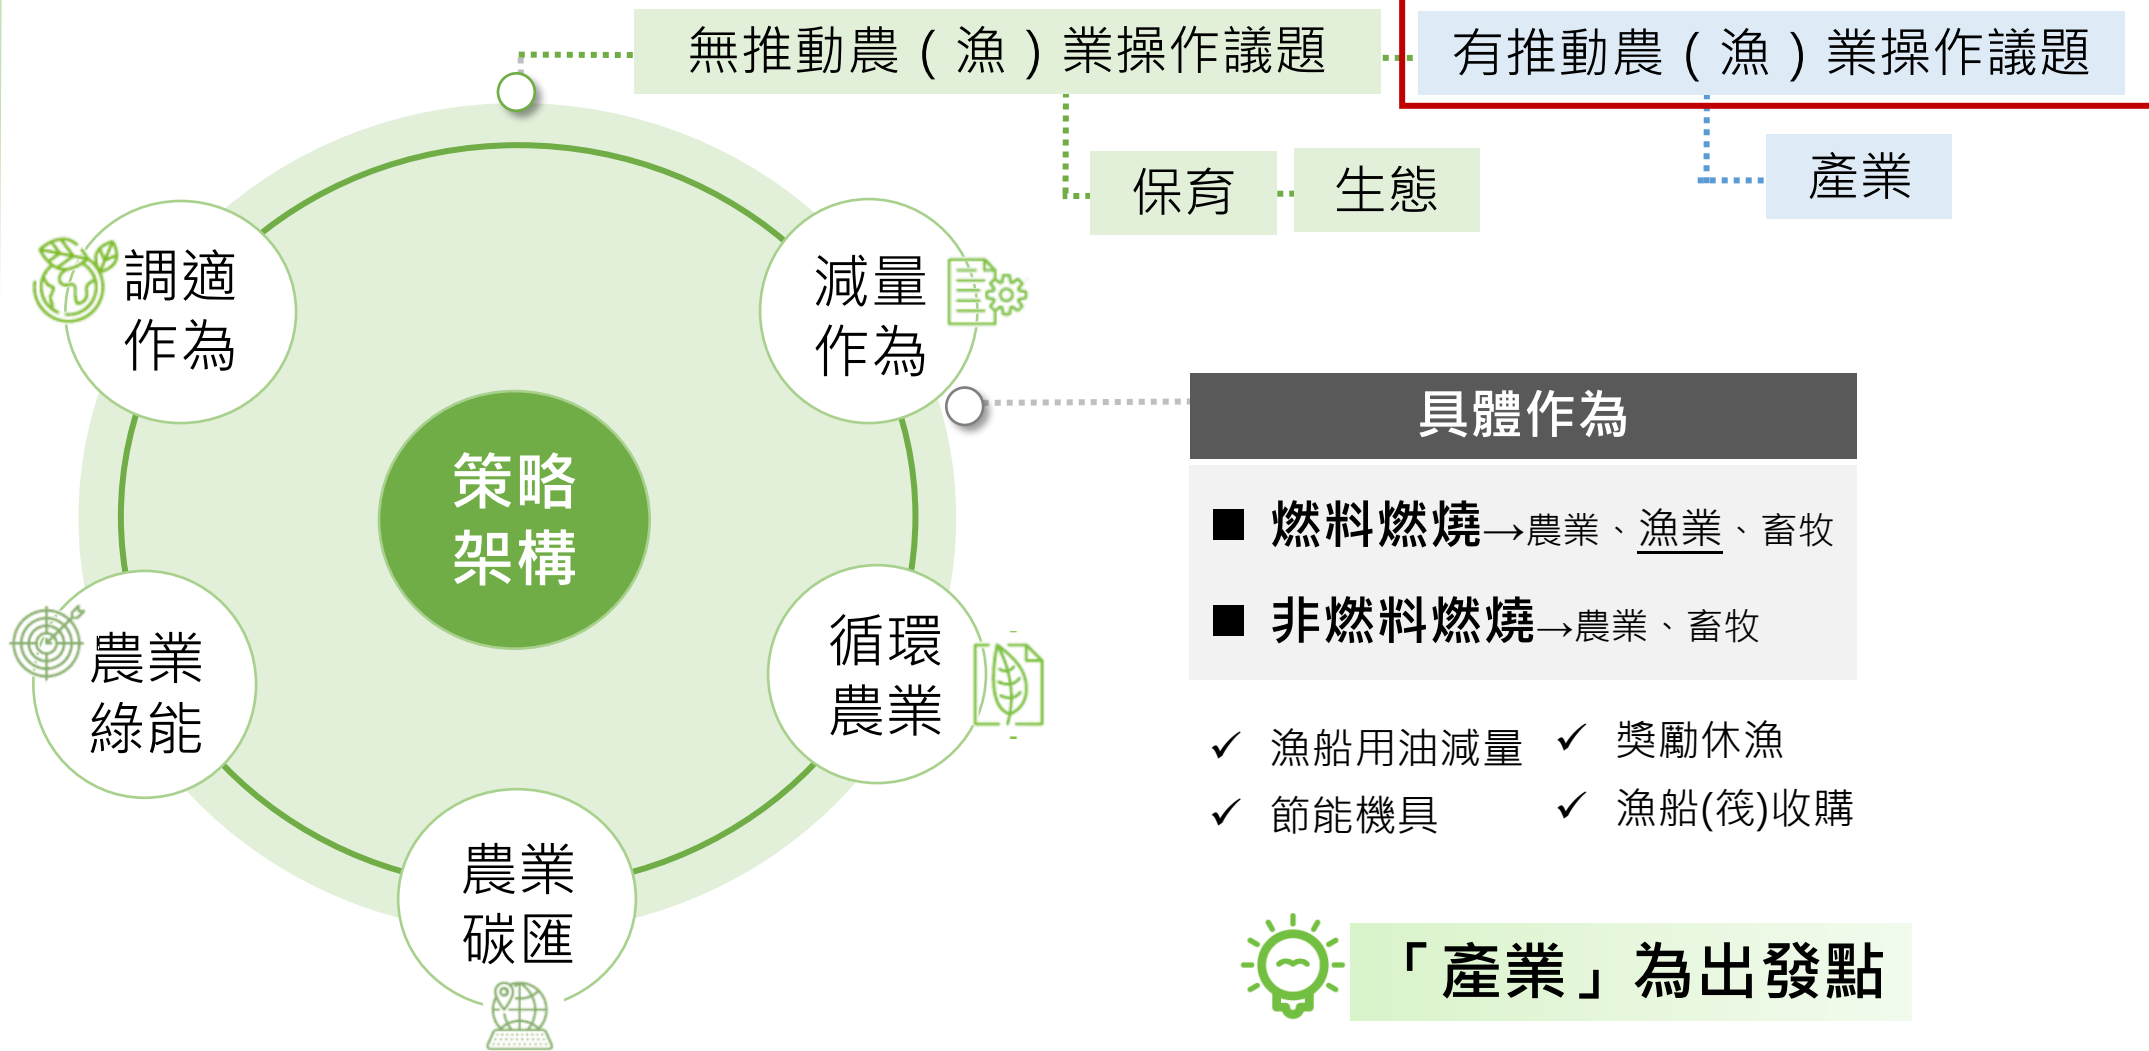 無推動農（漁）業操作議題
有推動農（漁）業操作議題
保育
生態
產業
調適
作為
減量
作為
策略
架構
農業
綠能
循環
農業
農業
碳匯
具體作為
■ 燃料燃燒→農業、漁業、畜牧
■ 非燃料燃燒→農業、畜牧
✓ 漁船用油減量
✓ 獎勵休漁
✓ 節能機具
✓ 漁船(筏)收購
「產業」為出發點